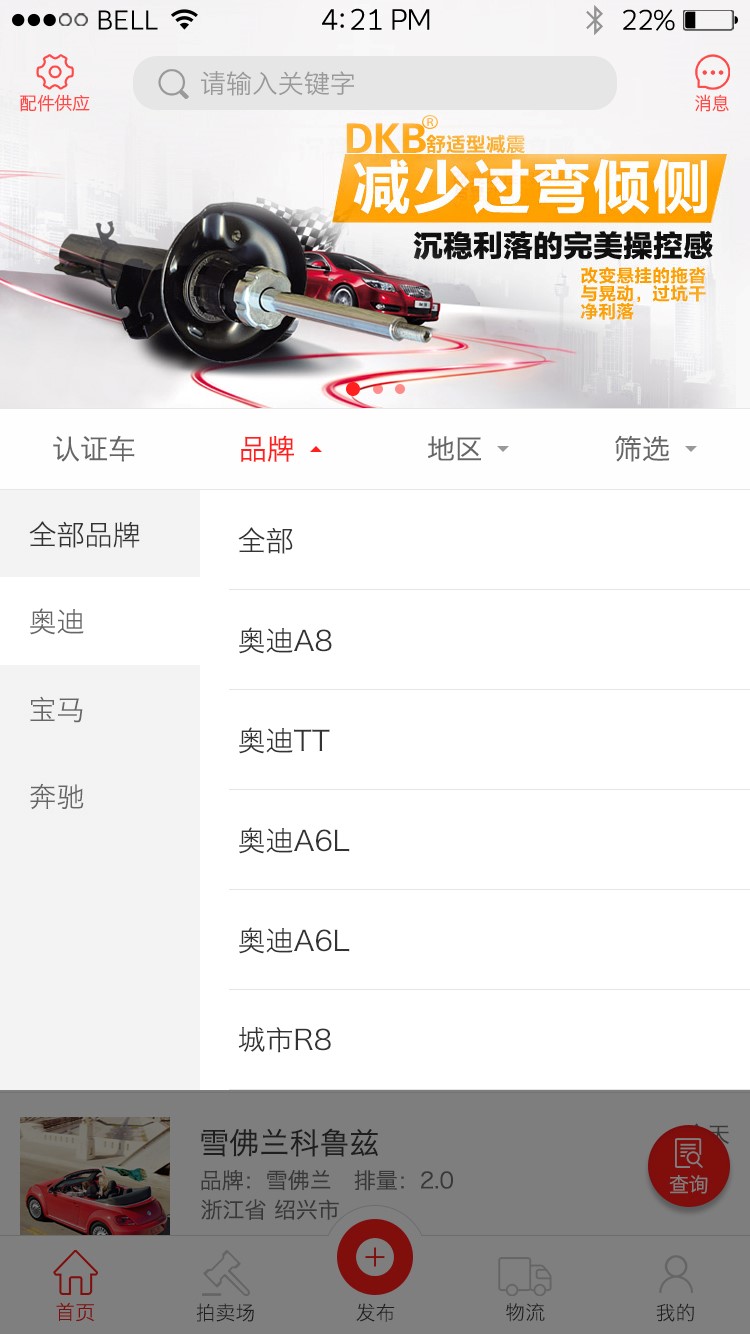 BELL 4:21 PM 22%
配件供应 请输入关键字 消息
DKB®舒适型减震
减少过弯倾侧
沉稳利落的完美操控感
改变悬挂的拖沓
与晃动，过坑干
净利落
认证车 品牌 地区 筛选
全部品牌
奥迪
宝马
奔驰
全部
奥迪A8
奥迪TT
奥迪A6L
奥迪A6L
城市R8
雪佛兰科鲁兹 天
品牌：雪佛兰 排量：2.0
浙江省 绍兴市
查询
首页 拍卖场 发布 物流 我的